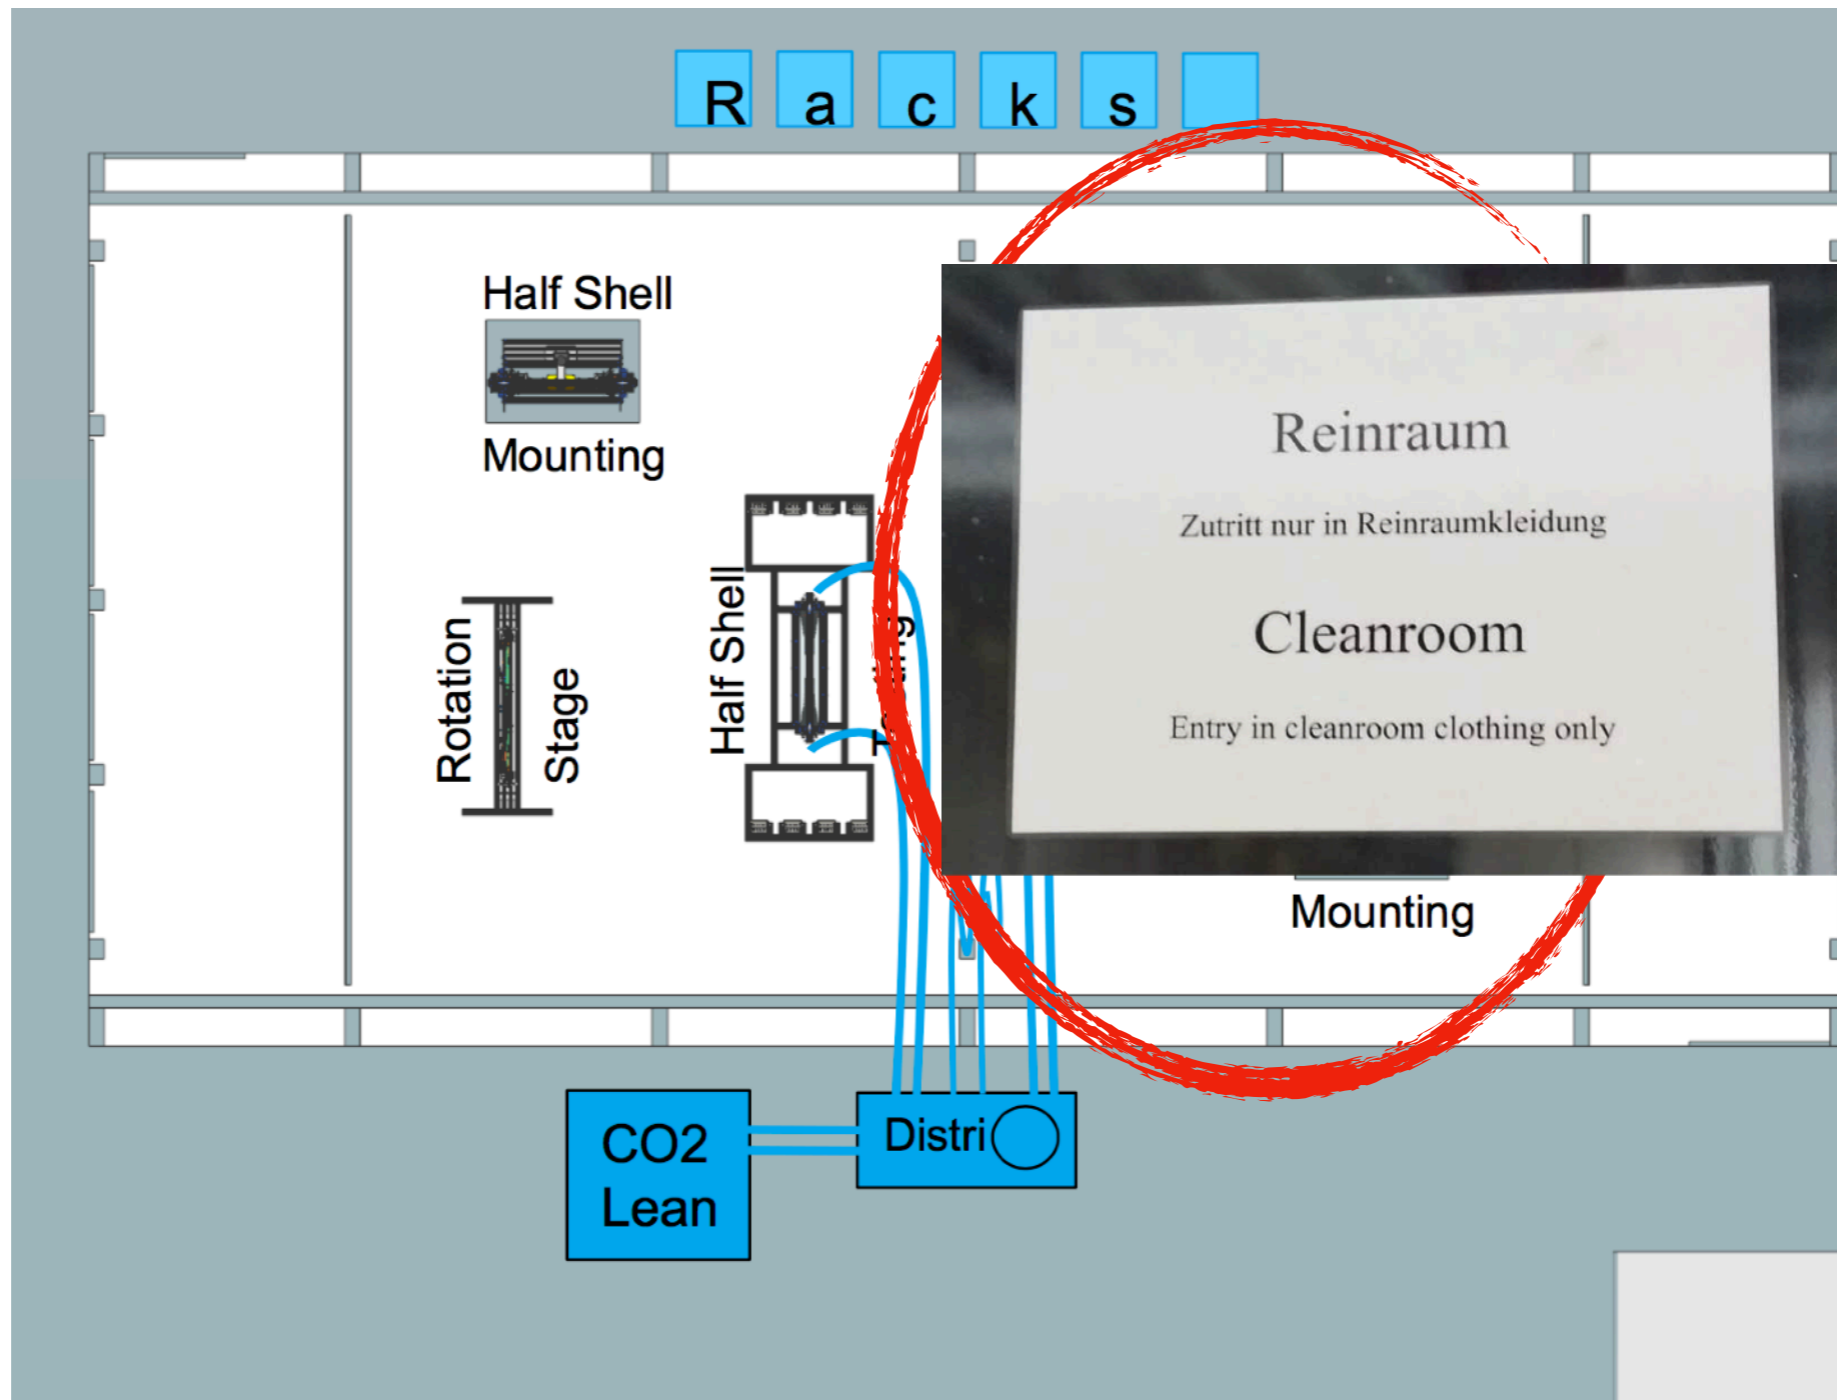 R a c k s
Half Shell
Mounting
Rotation
Stage
Half Shell
Reinraum
Zutritt nur in Reinraumkleidung
Cleanroom
Entry in cleanroom clothing only
Mounting
CO2
Lean
Distri